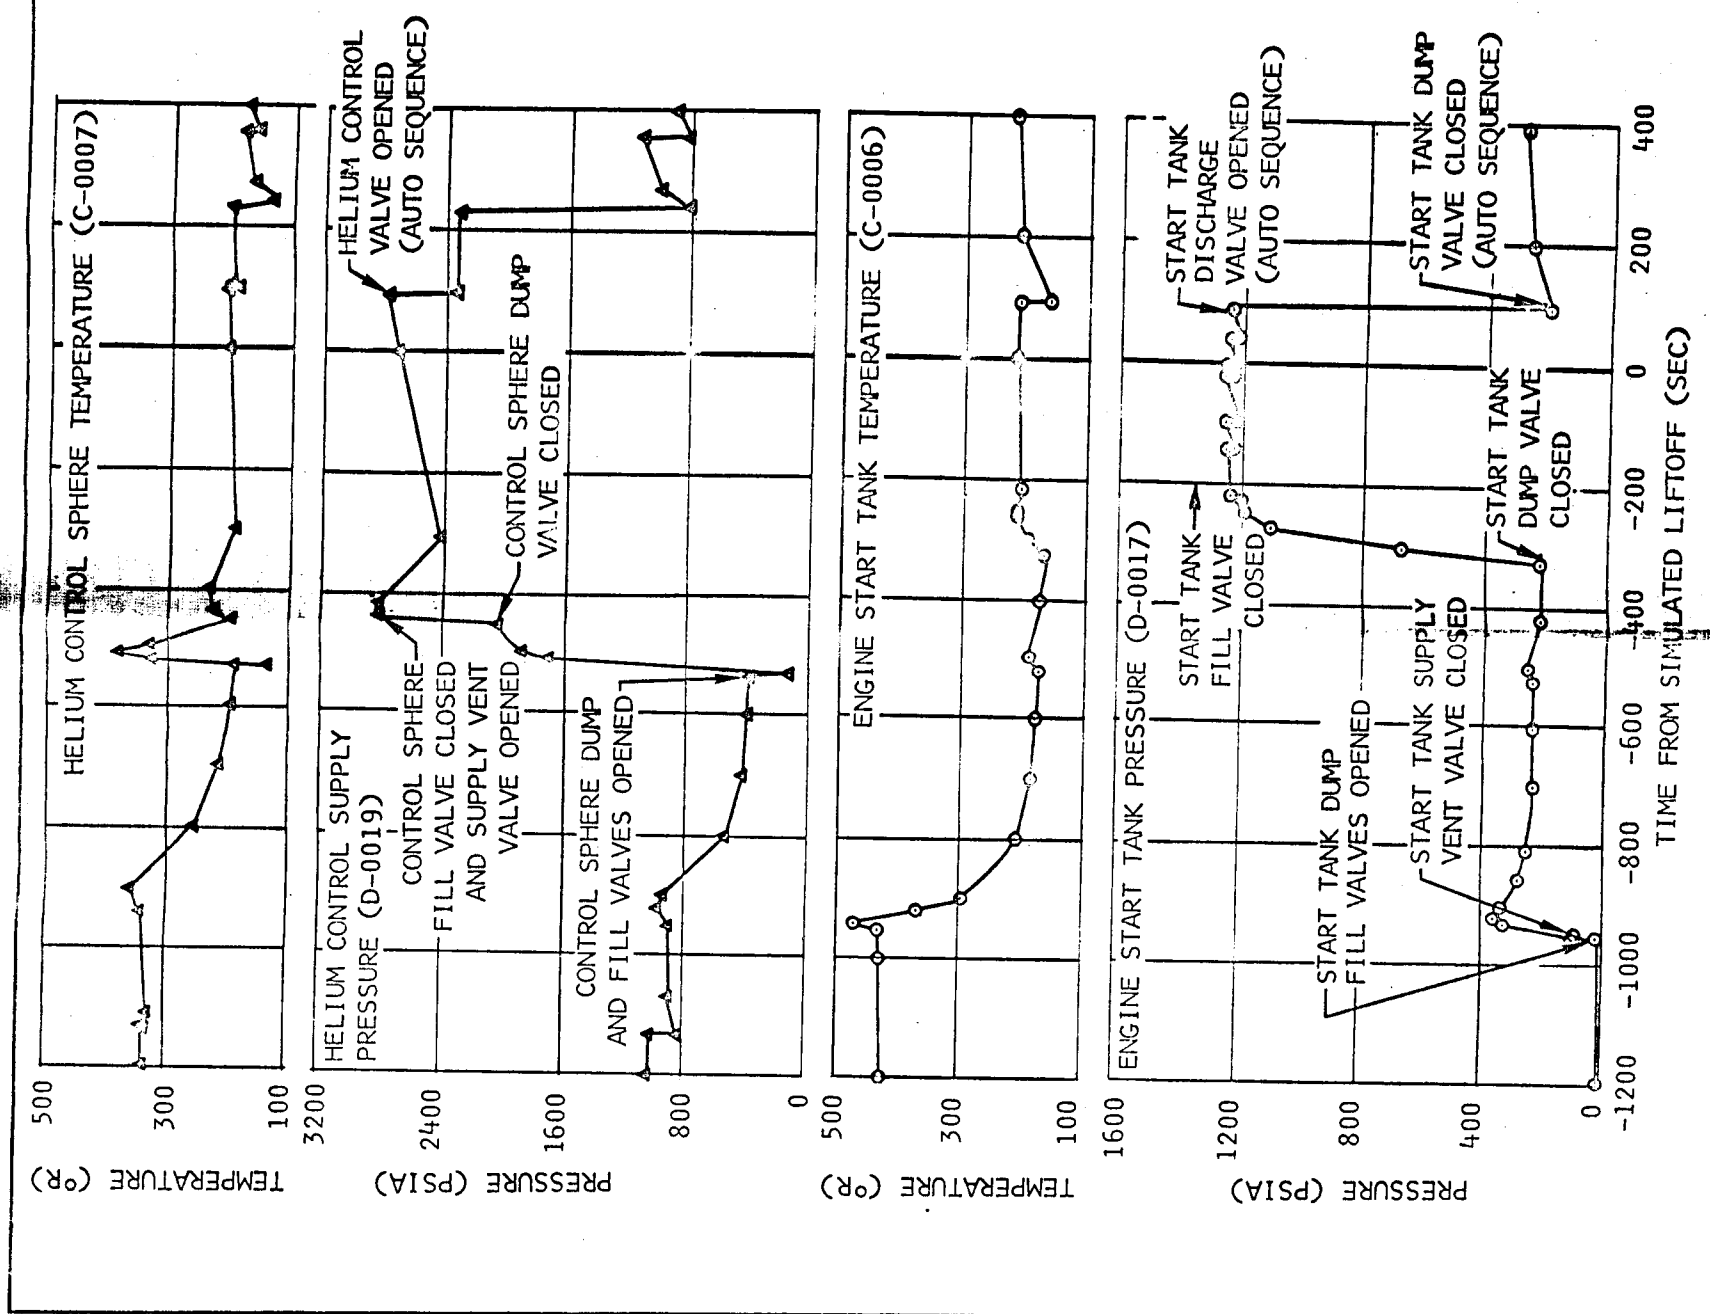 HELIUM CONTROL SPHERE TEMPERATURE (C-0007)
TEMPERATURE (°R)
500
300
100
HELIUM CONTROL SUPPLY
PRESSURE (D-0019)
PRESSURE (PSIA)
3200
2400
1600
800
0
CONTROL SPHERE
FILL VALVE CLOSED
AND SUPPLY VENT
VALVE OPENED
CONTROL SPHERE DUMP
AND FILL VALVES OPENED
CONTROL SPHERE DUMP
VALVE CLOSED
HELIUM CONTROL
VALVE OPENED
(AUTO SEQUENCE)
ENGINE START TANK TEMPERATURE (C-0006)
TEMPERATURE (°R)
500
300
100
ENGINE START TANK PRESSURE (D-0017)
PRESSURE (PSIA)
1600
1200
800
400
0
START TANK DUMP
FILL VALVES OPENED
START TANK SUPPLY
VENT VALVE CLOSED
START TANK
FILL VALVE
CLOSED
START TANK
DUMP VALVE
CLOSED
START TANK
DISCHARGE
VALVE OPENED
(AUTO SEQUENCE)
START TANK DUMP
VALVE CLOSED
(AUTO SEQUENCE)
-1200
-1000
-800
-600
-400
-200
0
200
400
TIME FROM SIMULATED LIFTOFF (SEC)